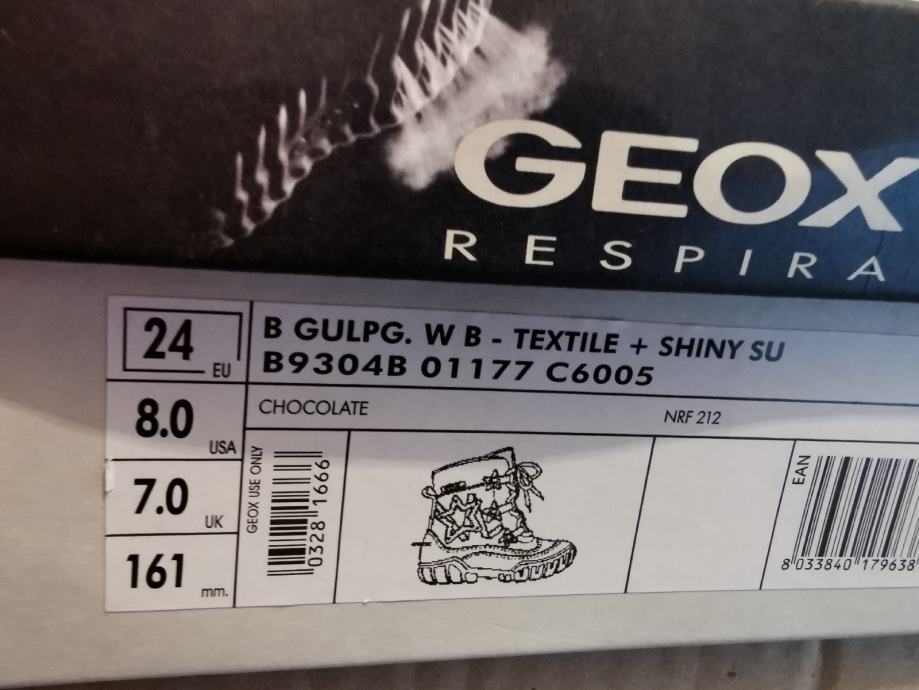 GEOX
RESPIRA
24 EU
B GULPG. W B - TEXTILE + SHINY SU
B9304B 01177 C6005
8.0 USA
CHOCOLATE
NRF 212
7.0 UK
GEOX USE ONLY
0328 1666
EAN
8 033840 179638
161 mm.